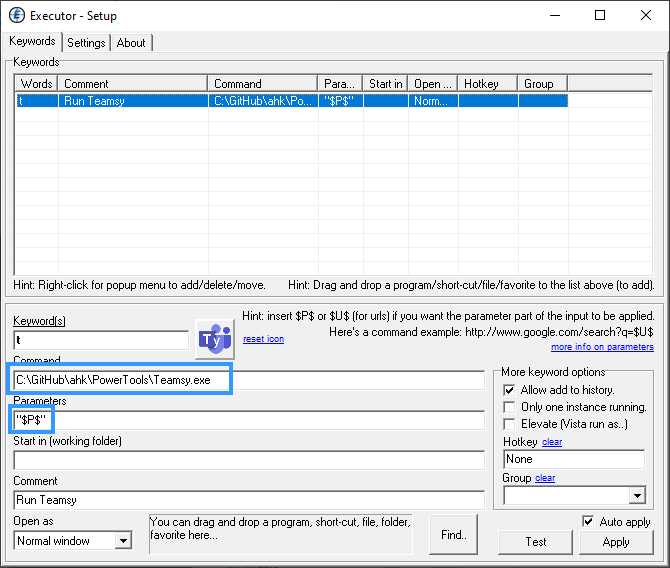 Executor - Setup
Keywords Settings About
Keywords
Words Comment Command Para... Start in Open ... Hotkey Group
t Run Teamsy C:\GitHub\ahk\Po... "$P$" Norm...
Hint: Right-click for popup menu to add/delete/move. Hint: Drag and drop a program/short-cut/file/favorite to the list above (to add).
Keyword(s)
t
Ty
reset icon
Hint: insert $P$ or $U$ (for urls) if you want the parameter part of the input to be applied.
Here's a command example: http://www.google.com/search?q=$U$
more info on parameters
Command
C:\GitHub\ahk\PowerTools\Teamsy.exe
Parameters
"$P$"
Start in (working folder)
Comment
Run Teamsy
Open as
Normal window
You can drag and drop a program, short-cut, file, folder,
favorite here...
Find..
More keyword options
Allow add to history.
Only one instance running.
Elevate (Vista run as..)
Hotkey clear
None
Group clear
Auto apply
Test Apply